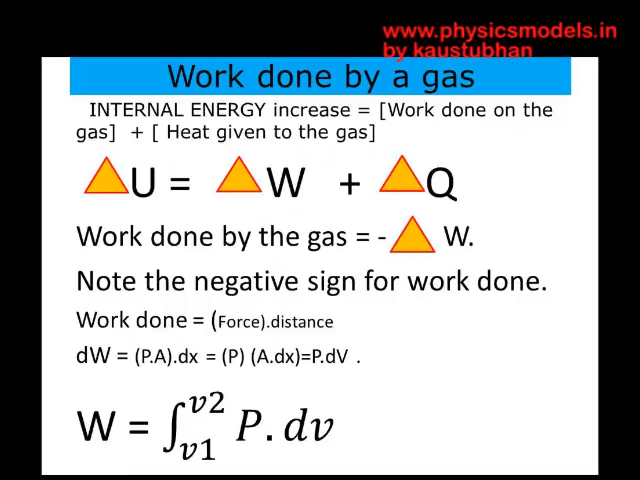 www.physicsmodels.in
by kaustubhan
Work done by a gas
INTERNAL ENERGY increase = [Work done on the
gas] + [ Heat given to the gas]
△U = △W + △Q
Work done by the gas = - △ W.
Note the negative sign for work done.
Work done = (Force).distance
dW = (P.A).dx = (P) (A.dx)=P.dV .
W = ∫_{v1}^{v2} P. dv